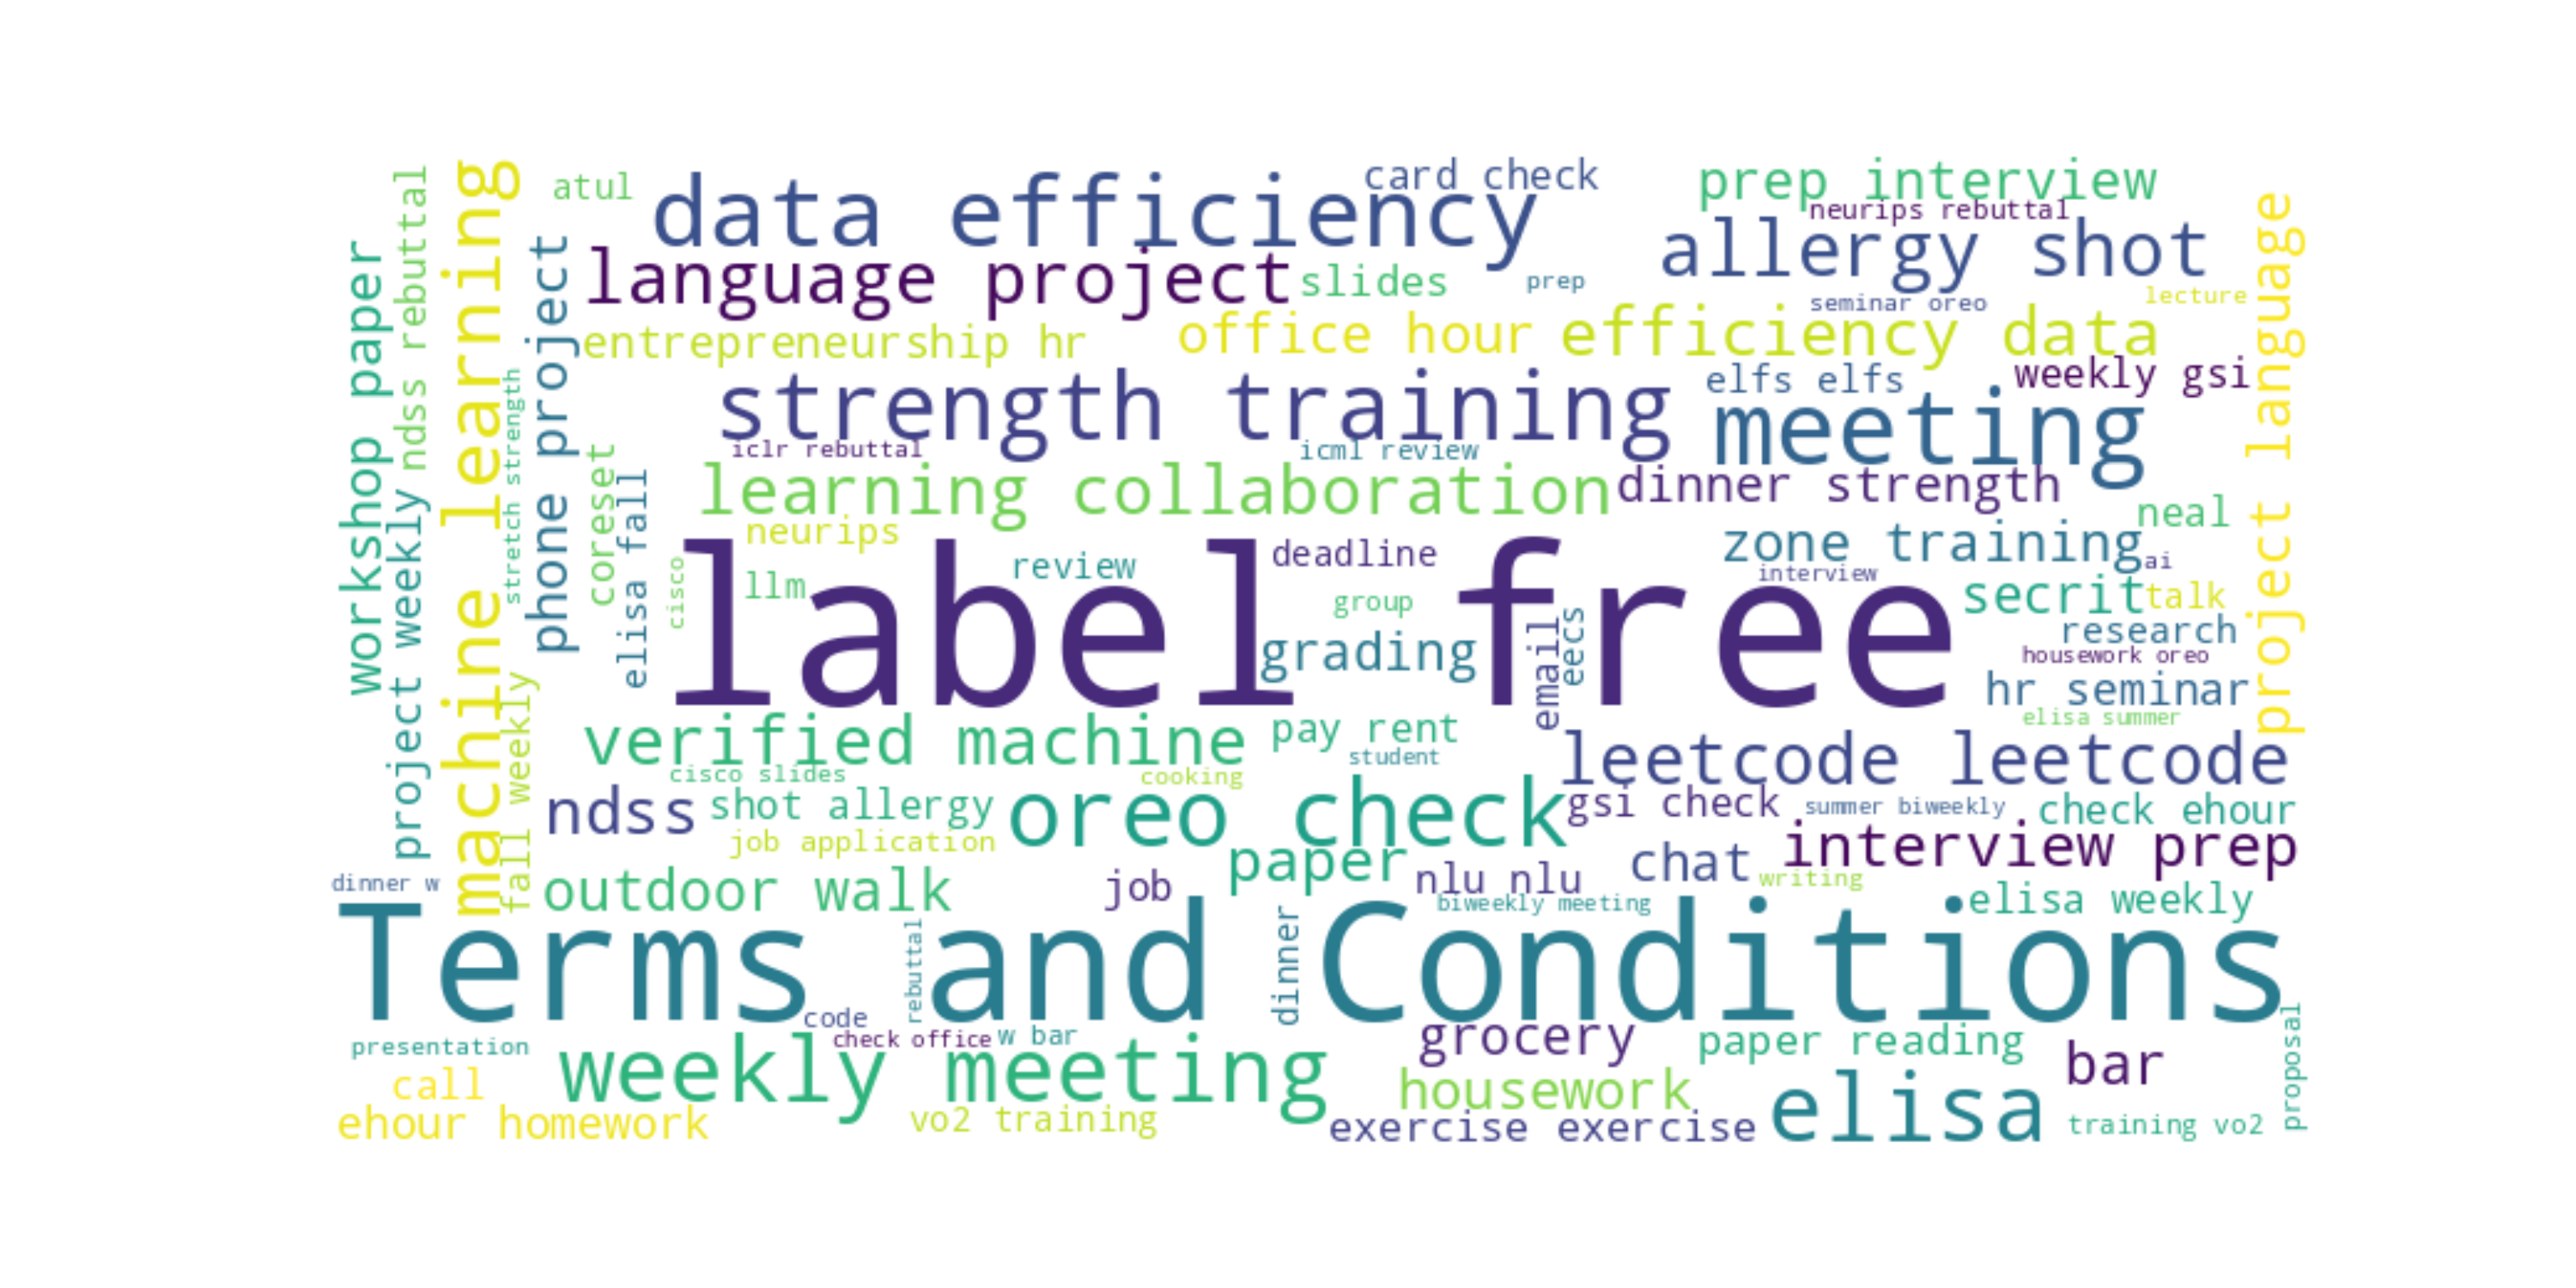 card check
prep interview
atul
data efficiency
neurips rebuttal
allergy shot
language project
slides
prep
seminar oreo
lecture
entrepreneurship hr
office hour
efficiency data
weekly gsi
strength training
elfs elfs
meeting
iclr rebuttal
icml review
learning collaboration
dinner strength
neal
neurips
zone training
ai
deadline
review
interview
llm
label free
group
secrit
talk
research
grading
housework oreo
hr seminar
elisa summer
verified machine
pay rent
student
leetcode leetcode
cisco slides
cooking
ndss
shot allergy
oreo check
gsi check
summer biweekly
check ehour
job application
interview prep
paper
chat
nlu nlu
writing
dinner w
outdoor walk
job
biweekly meeting
elisa weekly
Terms and Conditions
code
check office
w bar
presentation
weekly meeting
grocery
paper reading
bar
call
housework
elisa
ehour homework
vo2 training
exercise exercise
training vo2
workshop paper
ndss rebuttal
project weekly
machine learning
stretch strength
fall weekly
phone project
coreset
elisa fall
cisco
email
eecs
rebuttal
dinner
project language
proposal